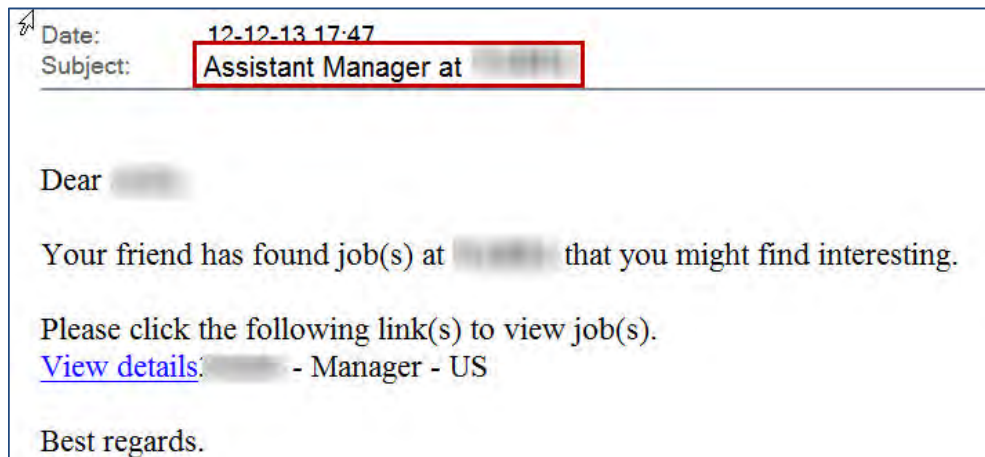 Date: 12-12-13 17:47
Subject: Assistant Manager at
Dear
Your friend has found job(s) at that you might find interesting.
Please click the following link(s) to view job(s).
View details: - Manager - US
Best regards.